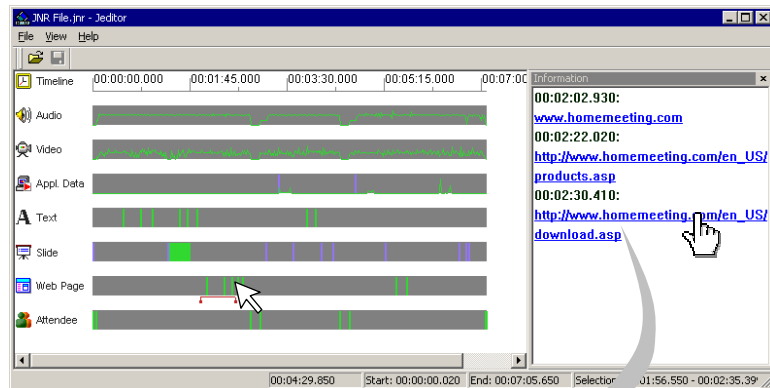 JNR File.jnr - Jeditor
File View Help
Timeline 00:00:00.000 00:01:45.000 00:03:30.000 00:05:15.000 00:07:00
Audio
Video
Appl. Data
Text
Slide
Web Page
Attendee
Information
00:02:02.930:
www.homemeeting.com
00:02:22.020:
http://www.homemeeting.com/en_US/
products.asp
00:02:30.410:
http://www.homemeeting.com/en_US/
download.asp
00:04:29.850 Start: 00:00:00.020 End: 00:07:05.650 Selection 01:56.550 - 00:02:35.39